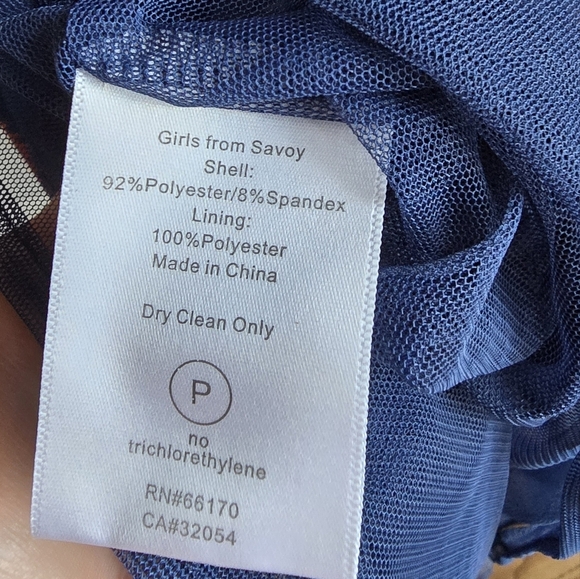 Girls from Savoy
Shell:
92%Polyester/8%Spandex
Lining:
100%Polyester
Made in China
Dry Clean Only
P
no
trichlorethylene
RN#66170
CA#32054